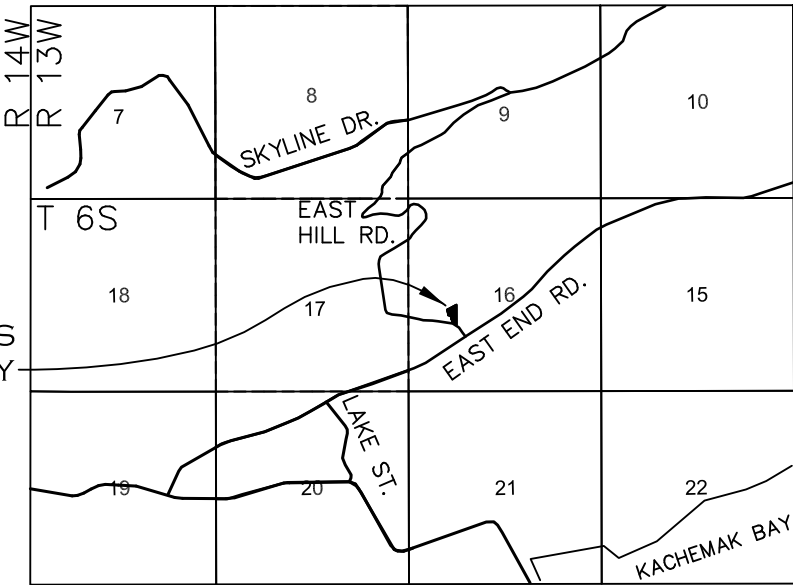 R 14W
R 13W
7
8
9
10
SKYLINE DR.
T 6S
EAST
HILL RD.
18
17
16
15
EAST END RD.
S
Y
LAKE ST.
19
20
21
22
KACHEMAK BAY